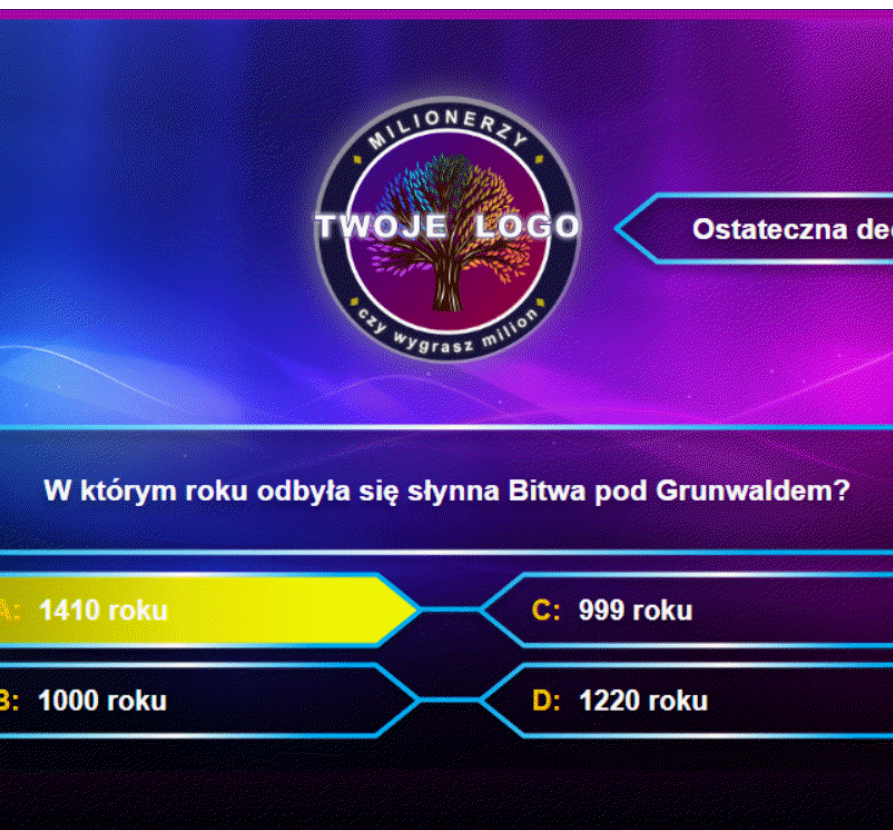 MILIONERZY
TWOJE LOGO
czy wygrasz milion
Ostateczna
W którym roku odbyła się słynna Bitwa pod Grunwaldem?
A: 1410 roku
C: 999 roku
B: 1000 roku
D: 1220 roku